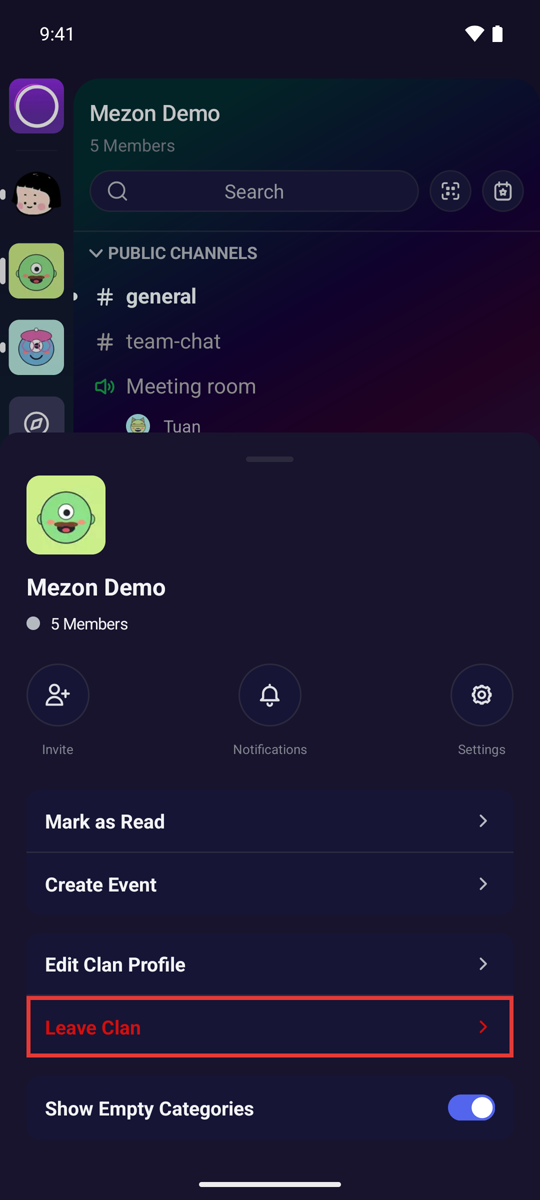 9:41
Mezon Demo
5 Members
Search
PUBLIC CHANNELS
# general
# team-chat
Meeting room
Tuan
Mezon Demo
5 Members
Invite
Notifications
Settings
Mark as Read
Create Event
Edit Clan Profile
Leave Clan
Show Empty Categories